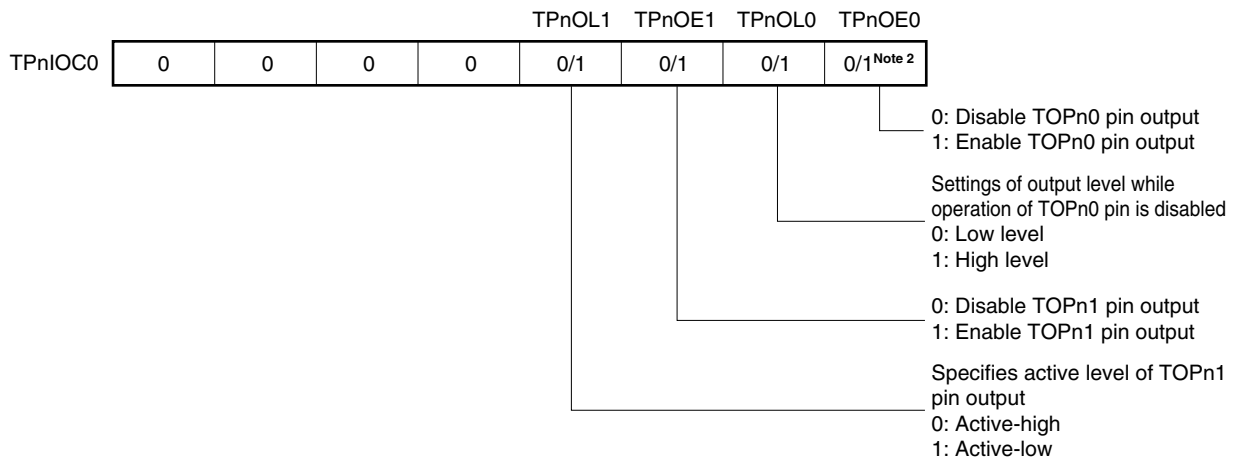 TPnOL1 TPnOE1 TPnOL0 TPnOE0
TPnIOC0 0 0 0 0 0/1 0/1 0/1 0/1Note 2
0: Disable TOPn0 pin output
1: Enable TOPn0 pin output
Settings of output level while
operation of TOPn0 pin is disabled
0: Low level
1: High level
0: Disable TOPn1 pin output
1: Enable TOPn1 pin output
Specifies active level of TOPn1
pin output
0: Active-high
1: Active-low